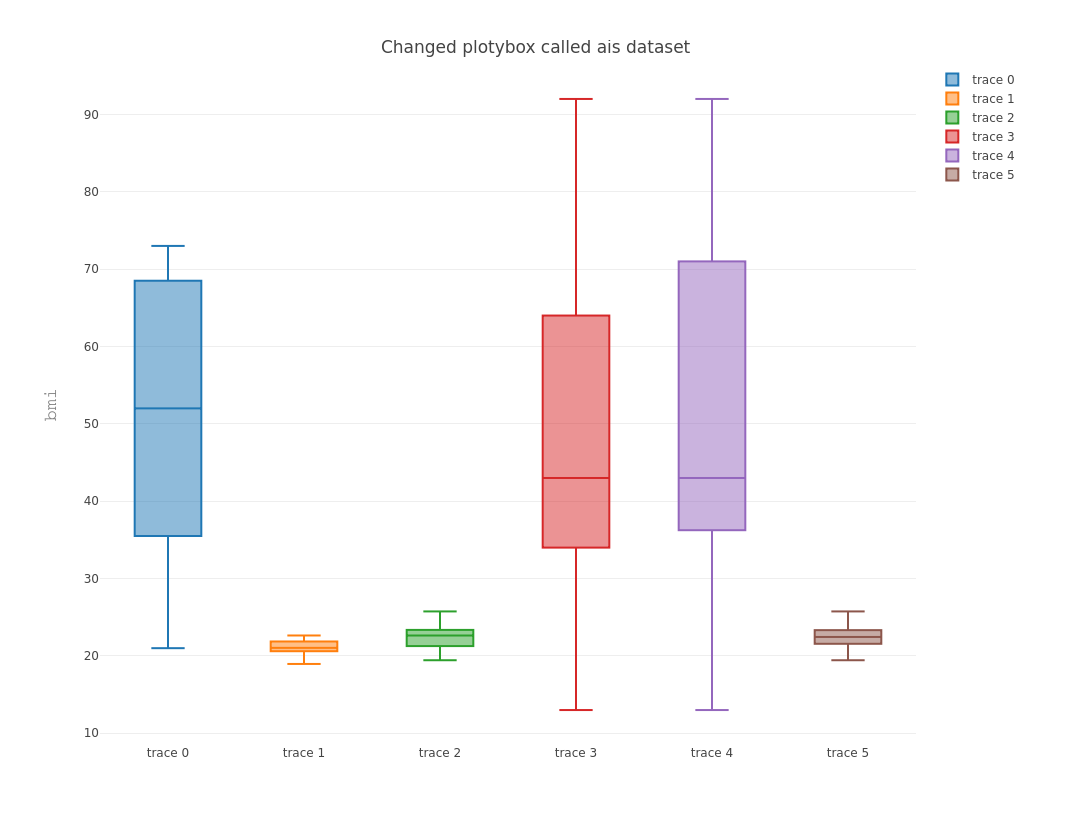 Changed plotybox called ais dataset
trace 0
trace 1
trace 2
trace 3
trace 4
trace 5
90
80
70
60
50
40
30
20
10
bmi
trace 0
trace 1
trace 2
trace 3
trace 4
trace 5